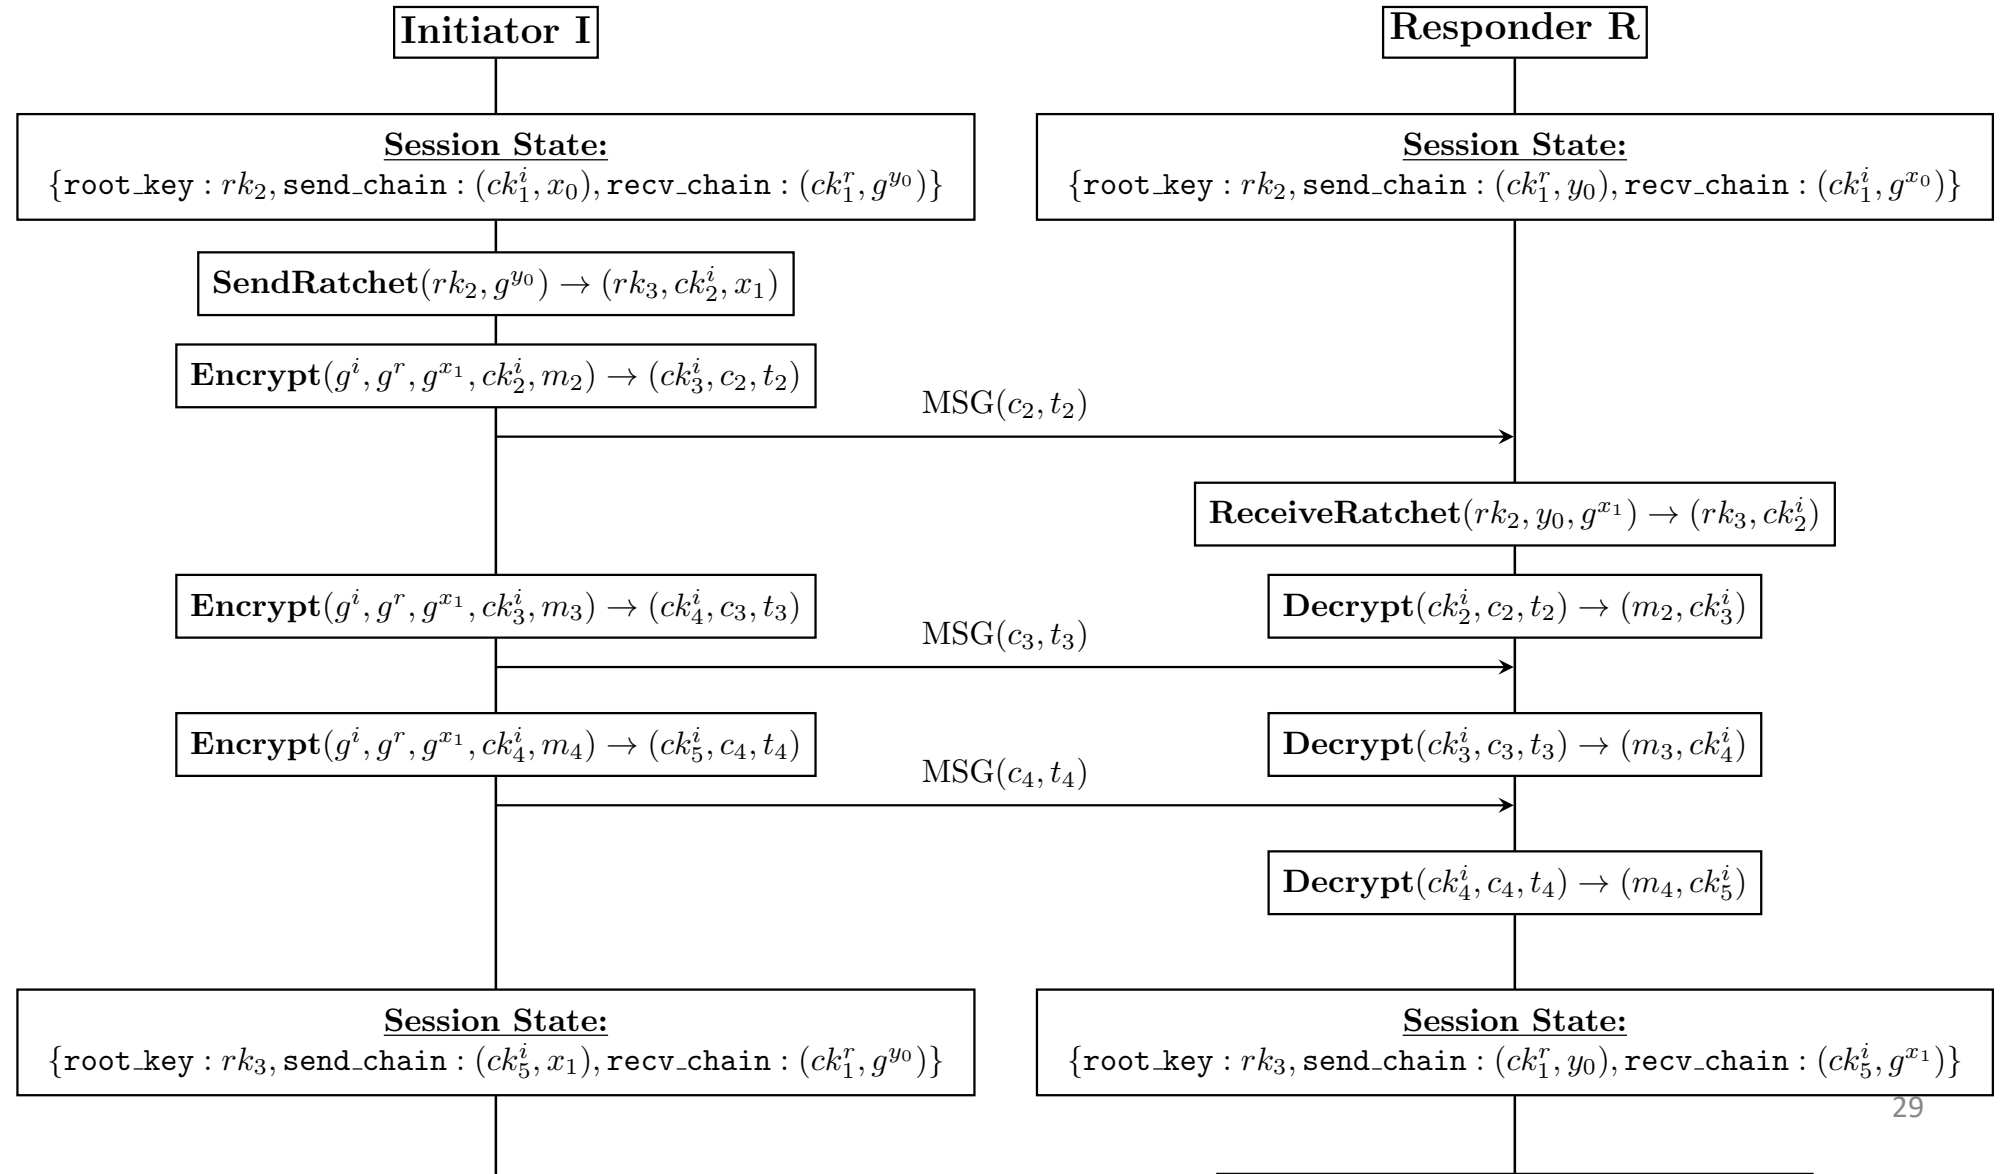 Initiator I
Responder R
Session State:
{root_key : rk₂, send_chain : (ck₁ⁱ, x₀), recv_chain : (ck₁ʳ, g^{y₀})}
Session State:
{root_key : rk₂, send_chain : (ck₁ʳ, y₀), recv_chain : (ck₁ⁱ, g^{x₀})}
SendRatchet(rk₂, g^{y₀}) → (rk₃, ck₂ⁱ, x₁)
Encrypt(gⁱ, gʳ, g^{x₁}, ck₂ⁱ, m₂) → (ck₃ⁱ, c₂, t₂)
MSG(c₂, t₂)
ReceiveRatchet(rk₂, y₀, g^{x₁}) → (rk₃, ck₂ⁱ)
Encrypt(gⁱ, gʳ, g^{x₁}, ck₃ⁱ, m₃) → (ck₄ⁱ, c₃, t₃)
Decrypt(ck₂ⁱ, c₂, t₂) → (m₂, ck₃ⁱ)
MSG(c₃, t₃)
Encrypt(gⁱ, gʳ, g^{x₁}, ck₄ⁱ, m₄) → (ck₅ⁱ, c₄, t₄)
Decrypt(ck₃ⁱ, c₃, t₃) → (m₃, ck₄ⁱ)
MSG(c₄, t₄)
Decrypt(ck₄ⁱ, c₄, t₄) → (m₄, ck₅ⁱ)
Session State:
{root_key : rk₃, send_chain : (ck₅ⁱ, x₁), recv_chain : (ck₁ʳ, g^{y₀})}
Session State:
{root_key : rk₃, send_chain : (ck₁ʳ, y₀), recv_chain : (ck₅ⁱ, g^{x₁})}
29